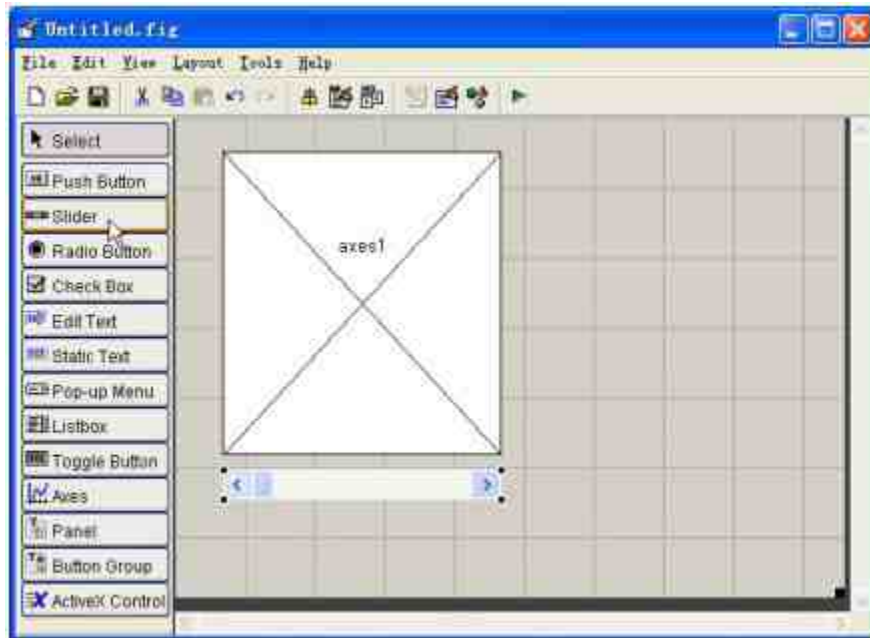 Untitled.fig
File Edit View Layout Tools Help
Select
Push Button
Slider
Radio Button
Check Box
Edit Text
Static Text
Pop-up Menu
Listbox
Toggle Button
Axes
Panel
Button Group
ActiveX Control
axes1